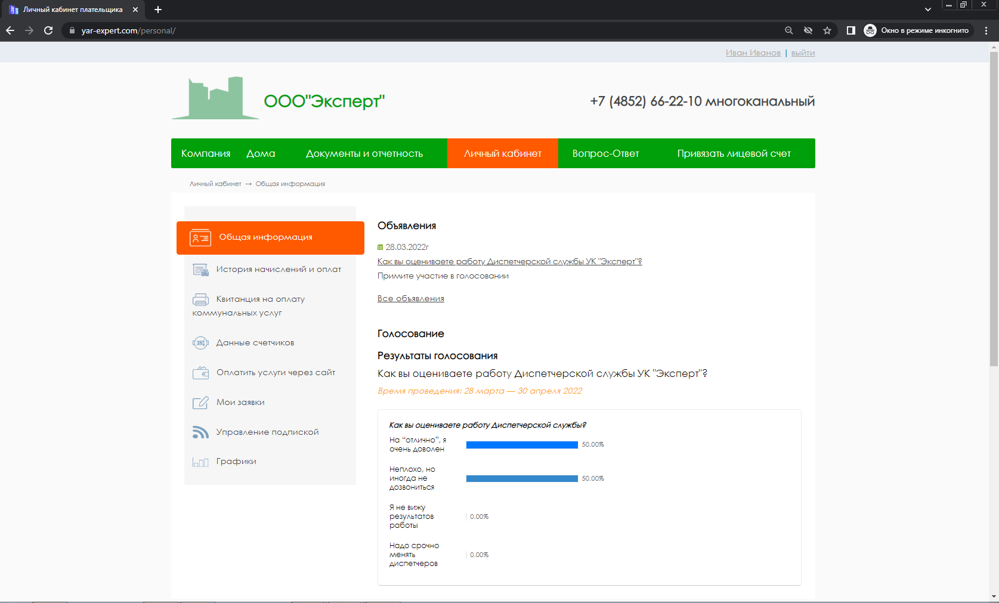 Личный кабинет плательщика
yar-expert.com/personal/
Окно в режиме инкогнито
Иван Иванов | выйти
ООО"Эксперт"
+7 (4852) 66-22-10 многоканальный
Компания Дома Документы и отчетность Личный кабинет Вопрос-Ответ Привязать лицевой счет
Личный кабинет → Общая информация
Общая информация
История начислений и оплат
Квитанция на оплату
коммунальных услуг
Данные счетчиков
Оплатить услуги через сайт
Мои заявки
Управление подпиской
Графики
Объявления
28.03.2022г
Как вы оцениваете работу Диспетчерской службы УК "Эксперт"?
Примите участие в голосовании
Все объявления
Голосование
Результаты голосования
Как вы оцениваете работу Диспетчерской службы УК "Эксперт"?
Время проведения: 28 марта — 30 апреля 2022
Как вы оцениваете работу Диспетчерской службы?
На “отлично”, я
очень доволен
50.00%
Неплохо, но
иногда не
дозвониться
50.00%
Я не вижу
результатов
работы
0.00%
Надо срочно
менять
диспетчеров
0.00%